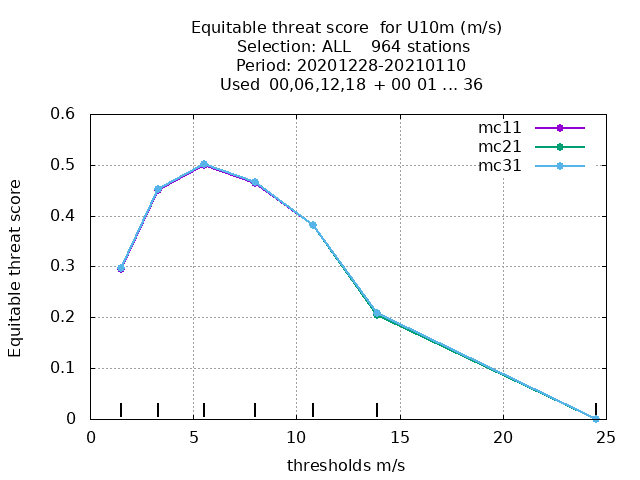 Equitable threat score  for U10m (m/s)
Selection: ALL    964 stations
Period: 20201228-20210110
Used 00,06,12,18 + 00 01 ... 36
mc11
mc21
mc31
0.6
0.5
0.4
0.3
0.2
0.1
0
Equitable threat score
0 5 10 15 20 25
thresholds m/s